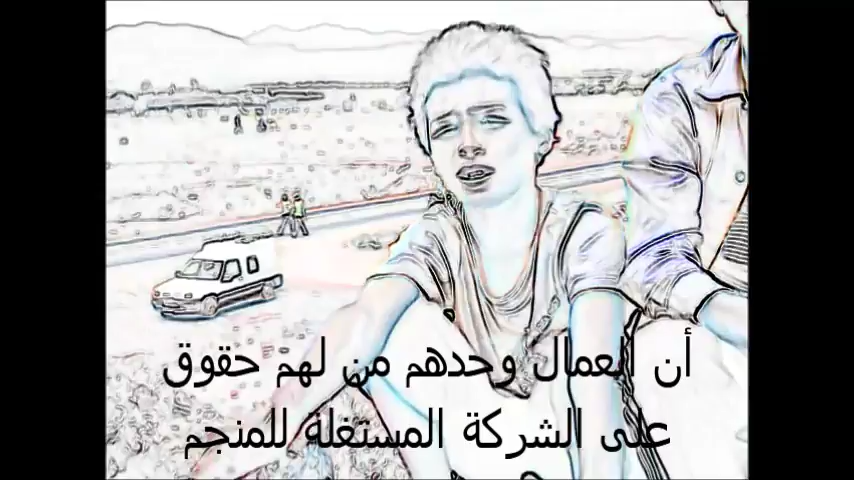 أن العمال وحدهم من لهم حقوق
على الشركة المستغلة للمنجم